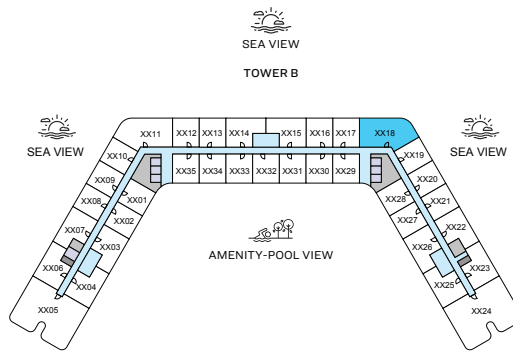 SEA VIEW
TOWER B
SEA VIEW
SEA VIEW
XX11 XX12 XX13 XX14 XX15 XX16 XX17 XX18
XX10 XX35 XX34 XX33 XX32 XX31 XX30 XX29 XX19
XX09 XX01 XX28 XX20
XX08 XX02 XX27 XX21
XX07 XX03 XX26 XX22
AMENITY-POOL VIEW
XX06 XX04 XX25 XX23
XX05 XX24